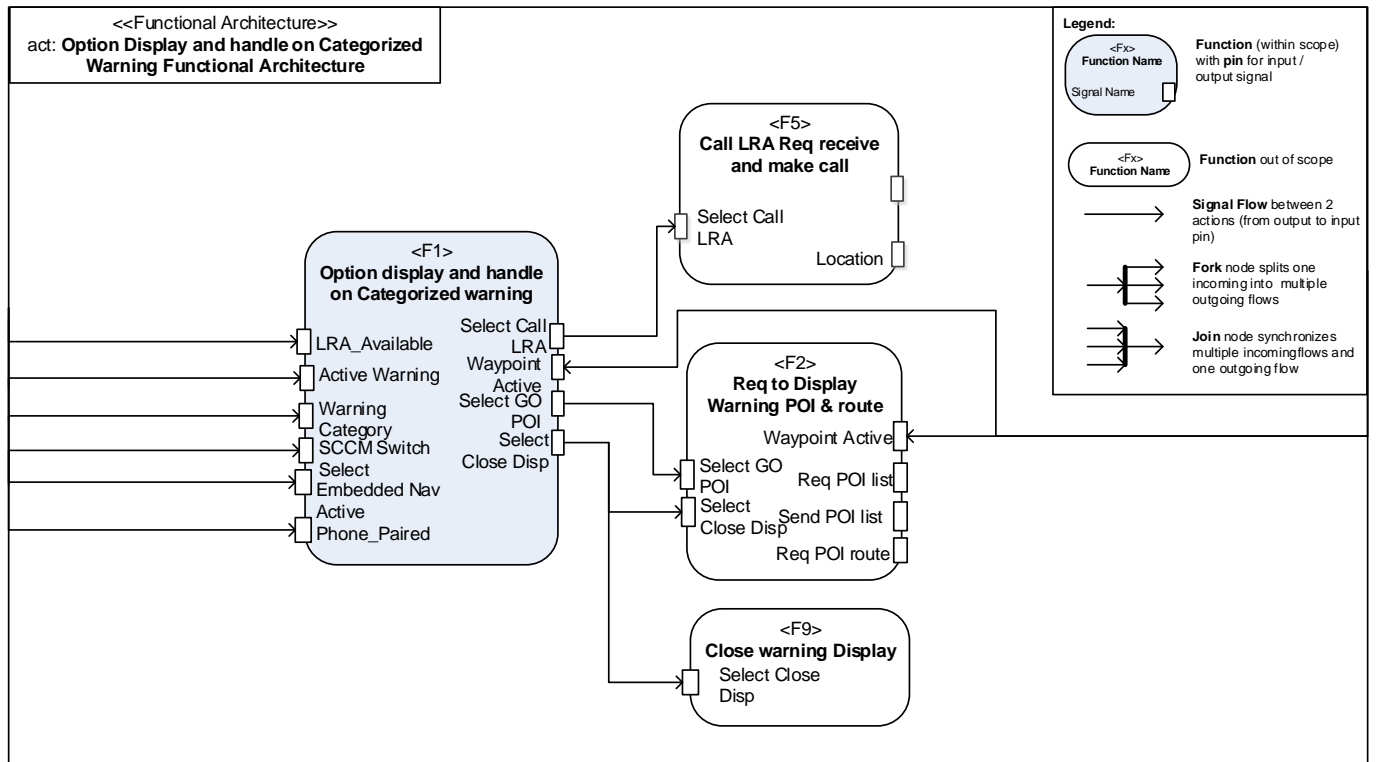 <<Functional Architecture>>
act: Option Display and handle on Categorized
Warning Functional Architecture
Legend:
<Fx>
Function Name
Signal Name
Function (within scope)
with pin for input /
output signal
<Fx>
Function Name
Function out of scope
Signal Flow between 2
actions (from output to input
pin)
Fork node splits one
incoming into multiple
outgoing flows
Join node synchronizes
multiple incoming flows and
one outgoing flow
<F5>
Call LRA Req receive
and make call
Select Call
LRA
Location
<F1>
Option display and handle
on Categorized warning
LRA_Available
Active Warning
Warning
Category
SCCM Switch
Select
Embedded Nav
Active
Phone_Paired
Select Call
LRA
Waypoint
Active
Select GO
POI
Select
Close Disp
<F2>
Req to Display
Warning POI & route
Waypoint Active
Select GO
POI
Select
Close Disp
Req POI list
Send POI list
Req POI route
<F9>
Close warning Display
Select Close
Disp